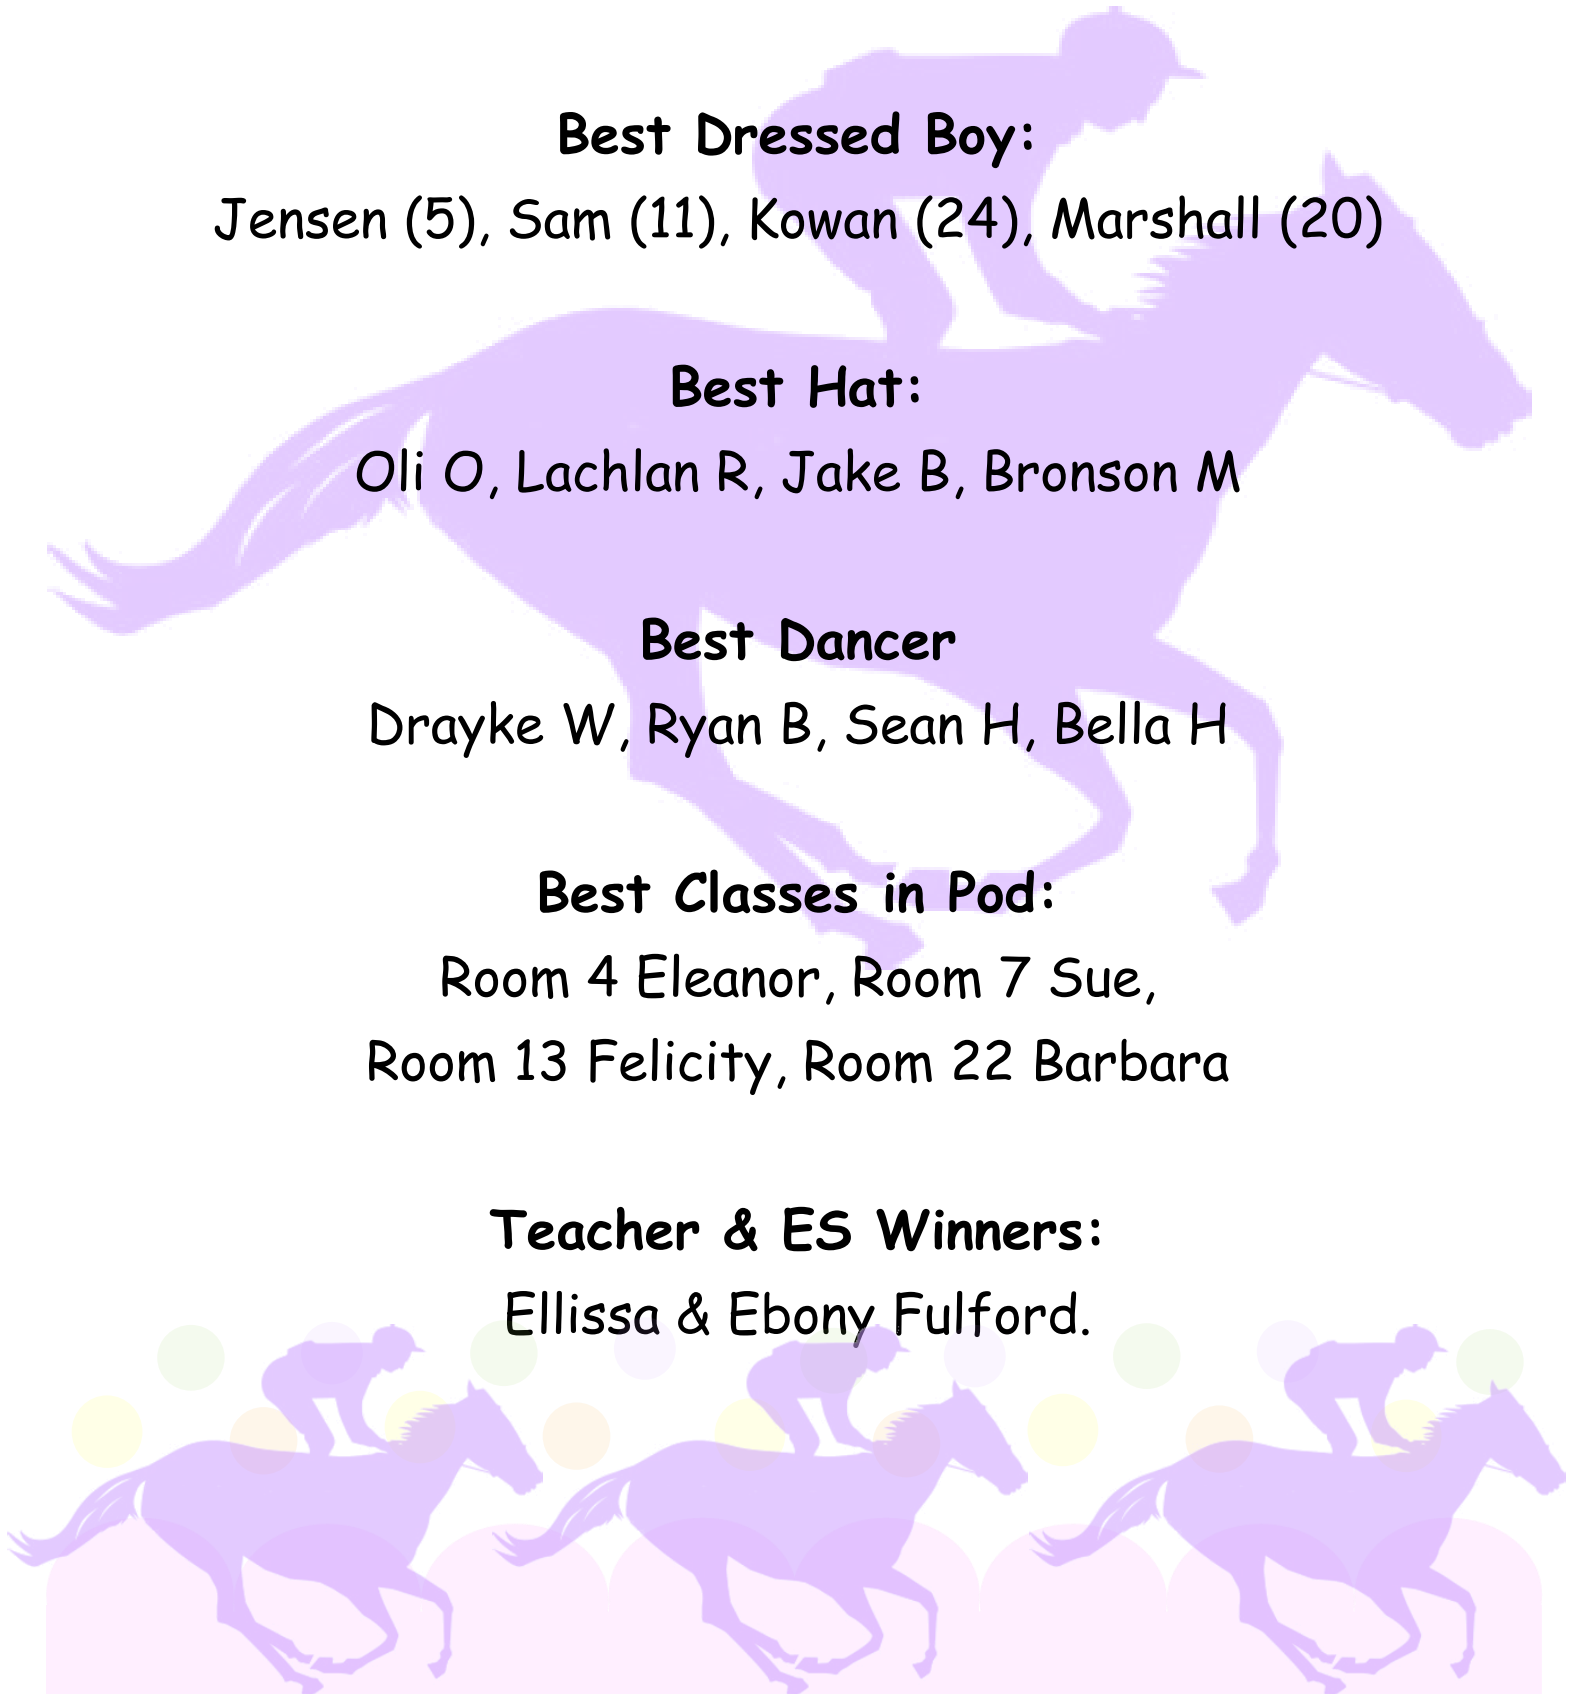 Best Dressed Boy:
Jensen (5), Sam (11), Kowan (24), Marshall (20)
Best Hat:
Oli O, Lachlan R, Jake B, Bronson M
Best Dancer
Drayke W, Ryan B, Sean H, Bella H
Best Classes in Pod:
Room 4 Eleanor, Room 7 Sue,
Room 13 Felicity, Room 22 Barbara
Teacher & ES Winners:
Ellissa & Ebony Fulford.